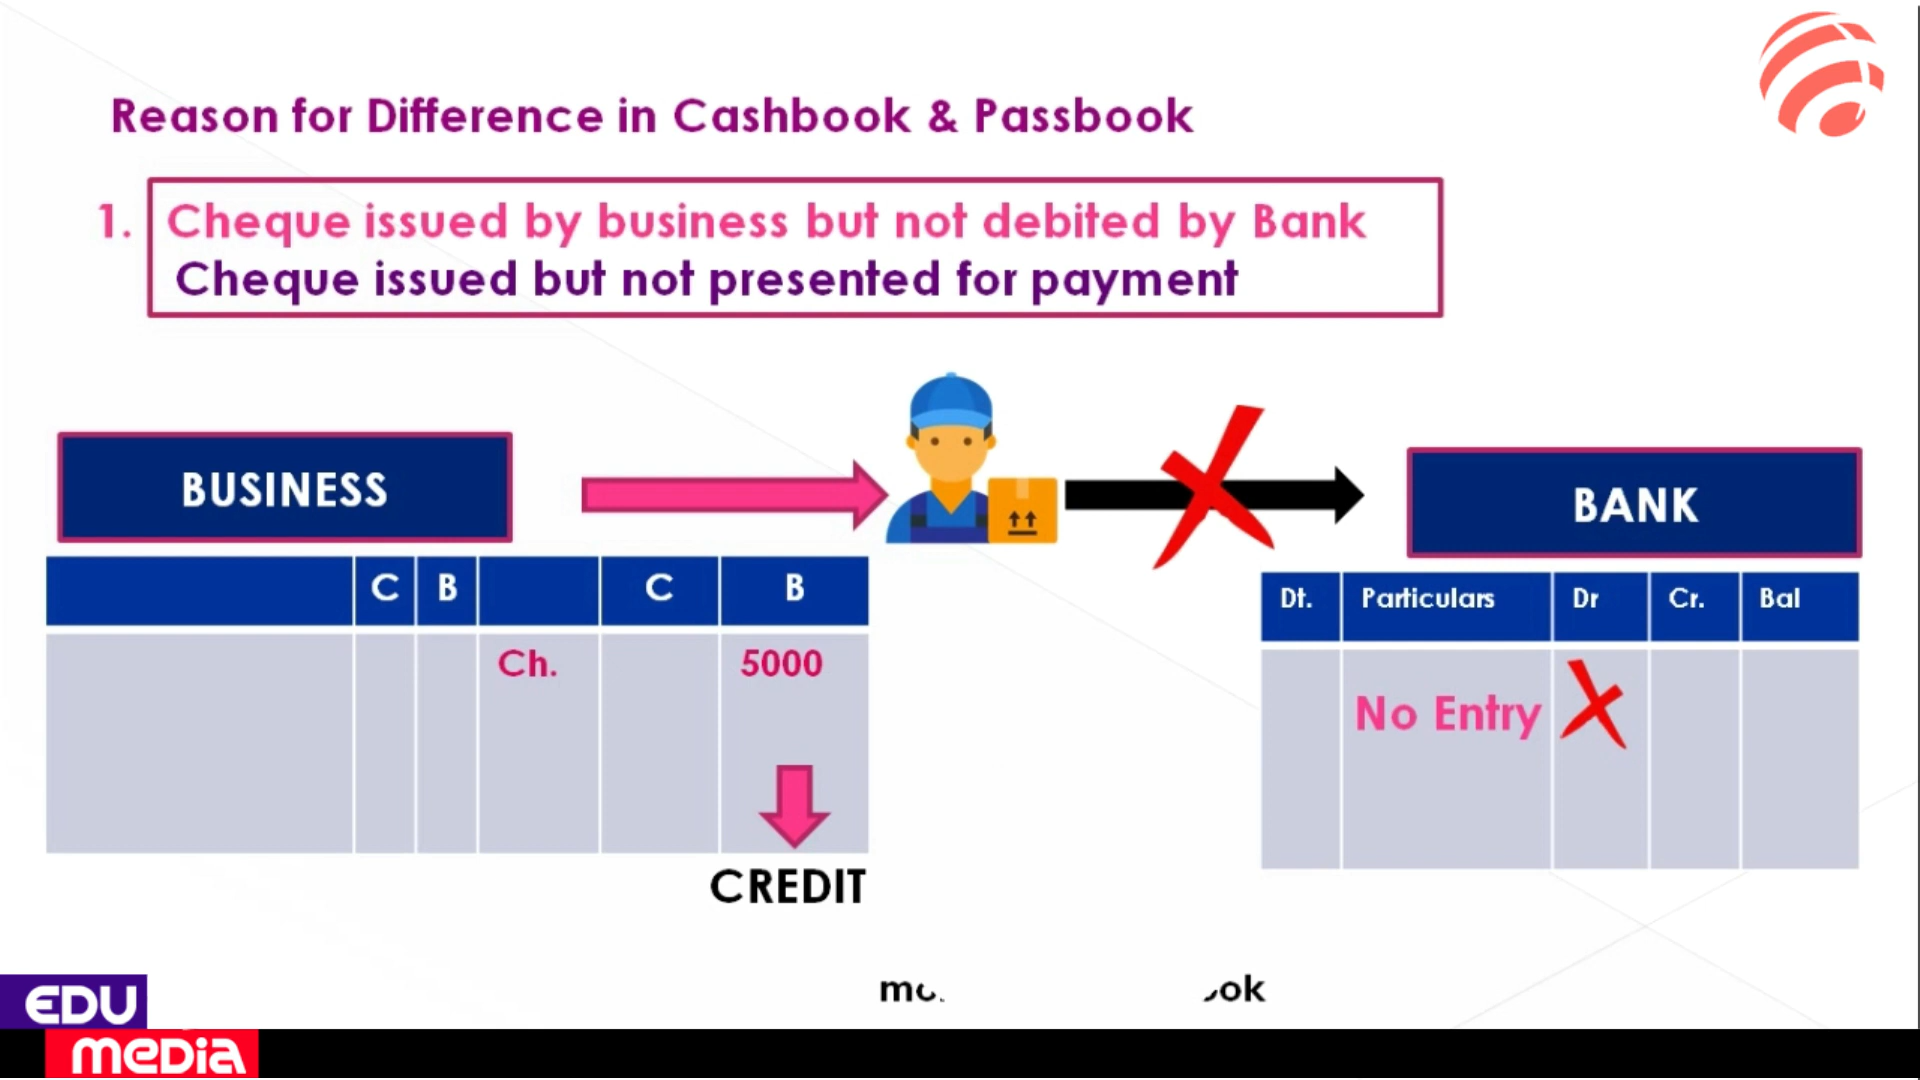 Reason for Difference in Cashbook & Passbook
1. Cheque issued by business but not debited by Bank
Cheque issued but not presented for payment
BUSINESS
BANK
C B C B
Ch. 5000
CREDIT
Dt. Particulars Dr Cr. Bal
No Entry
EDU
MEDIA